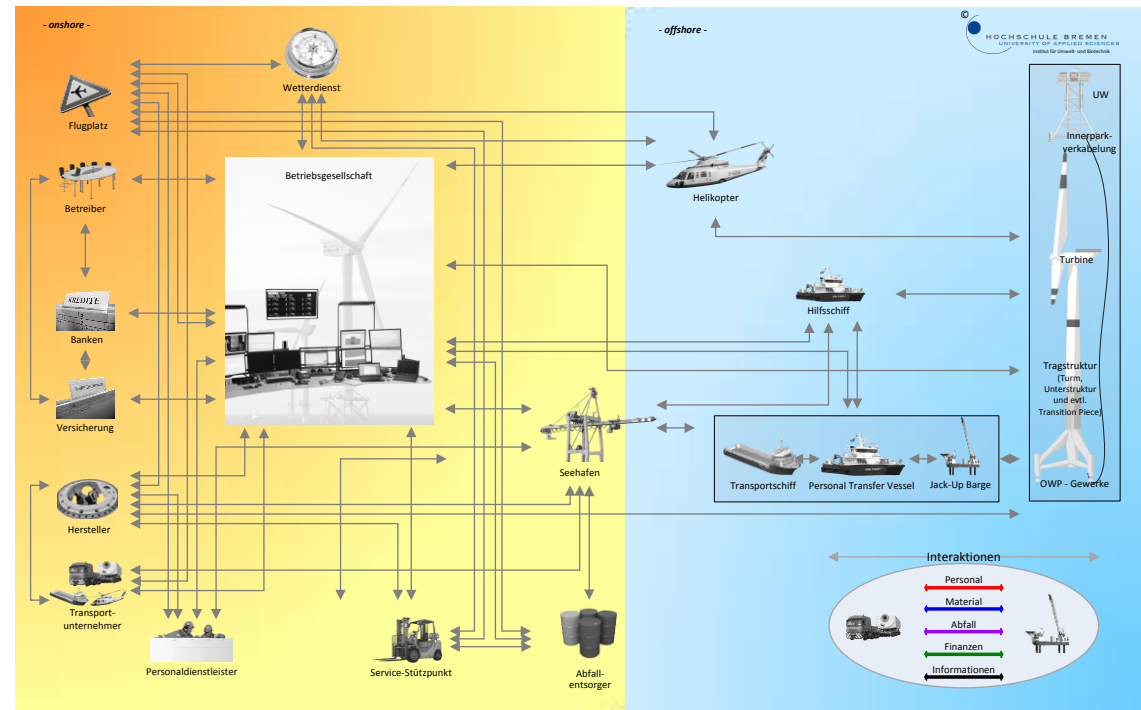 - onshore -
- offshore -
©
HOCHSCHULE BREMEN
UNIVERSITY OF APPLIED SCIENCES
Institut für Umwelt- und Biotechnik
Wetterdienst
Flugplatz
Betriebsgesellschaft
Betreiber
KREDITE
Banken
Versicherung
Hersteller
Transport-
unternehmer
Personaldienstleister
Service-Stützpunkt
Abfall-
entsorger
Seehafen
Helikopter
Hilfsschiff
Transportschiff
Personal Transfer Vessel
Jack-Up Barge
UW
Innerpark-
verkabelung
Turbine
Tragstruktur
(Turm,
Unterstruktur
und evtl.
Transition Piece)
OWP - Gewerke
Interaktionen
Personal
Material
Abfall
Finanzen
Informationen